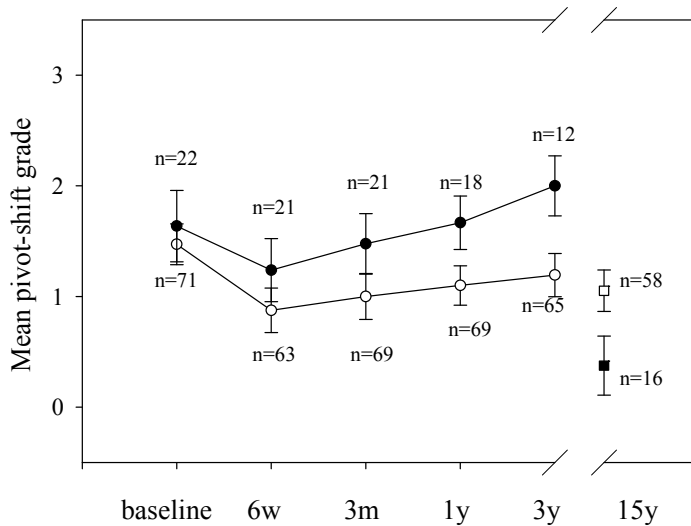 Mean pivot-shift grade
3
2
1
0
n=22
n=21
n=21
n=18
n=12
n=71
n=63
n=69
n=69
n=65
n=58
n=16
baseline 6w 3m 1y 3y 15y